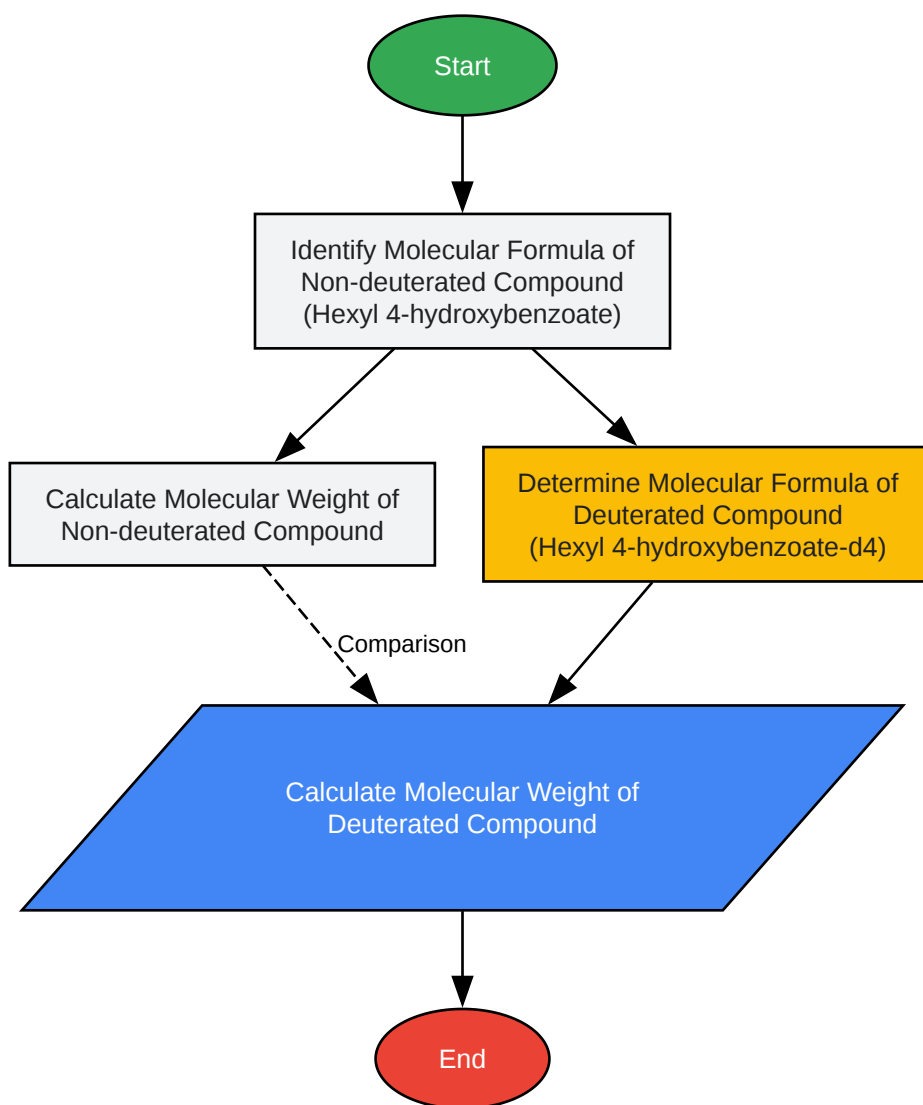 Start
Identify Molecular Formula of
Non-deuterated Compound
(Hexyl 4-hydroxybenzoate)
Calculate Molecular Weight of
Non-deuterated Compound
Determine Molecular Formula of
Deuterated Compound
(Hexyl 4-hydroxybenzoate-d4)
Comparison
Calculate Molecular Weight of
Deuterated Compound
End